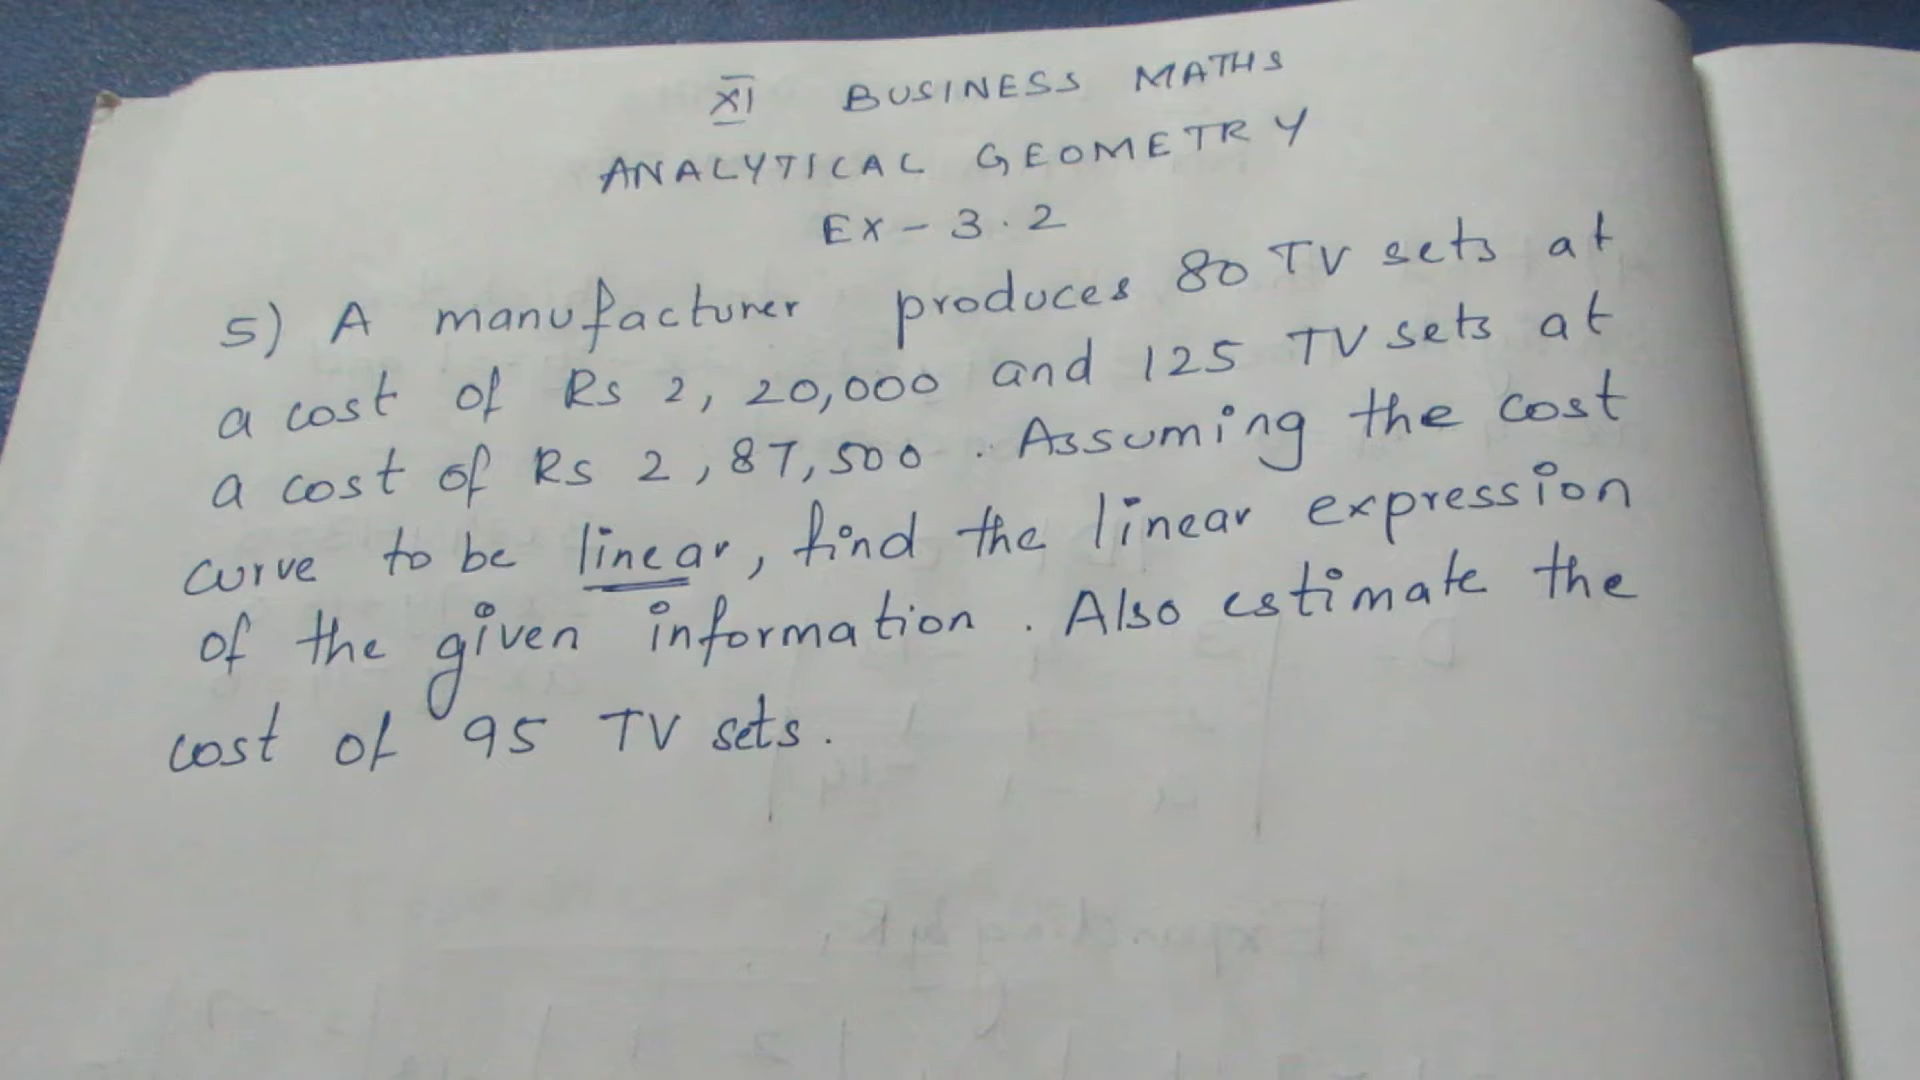 XI BUSINESS MATHS
ANALYTICAL GEOMETRY
EX - 3.2
5) A manufacturer produces 80 TV sets at
a cost of Rs 2,20,000 and 125 TV sets at
a cost of Rs 2,87,500. Assuming the cost
curve to be linear, find the linear expression
of the given information. Also estimate the
cost of 95 TV sets.